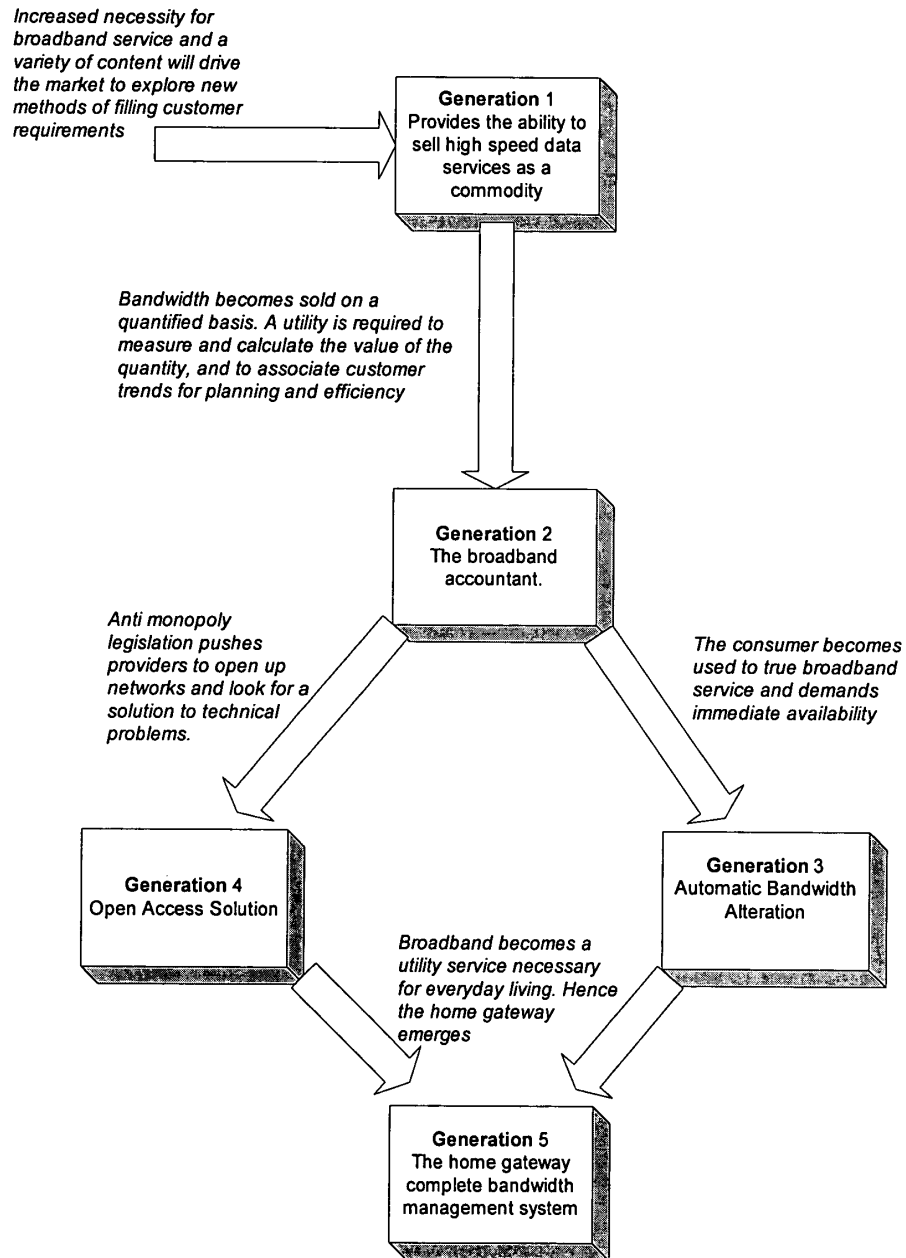 Increased necessity for
broadband service and a
variety of content will drive
the market to explore new
methods of filling customer
requirements
Generation 1
Provides the ability to
sell high speed data
services as a
commodity
Bandwidth becomes sold on a
quantified basis. A utility is required to
measure and calculate the value of the
quantity, and to associate customer
trends for planning and efficiency
Generation 2
The broadband
accountant.
Anti monopoly
legislation pushes
providers to open up
networks and look for a
solution to technical
problems.
The consumer becomes
used to true broadband
service and demands
immediate availability
Generation 4
Open Access Solution
Generation 3
Automatic Bandwidth
Alteration
Broadband becomes a
utility service necessary
for everyday living. Hence
the home gateway
emerges
Generation 5
The home gateway
complete bandwidth
management system